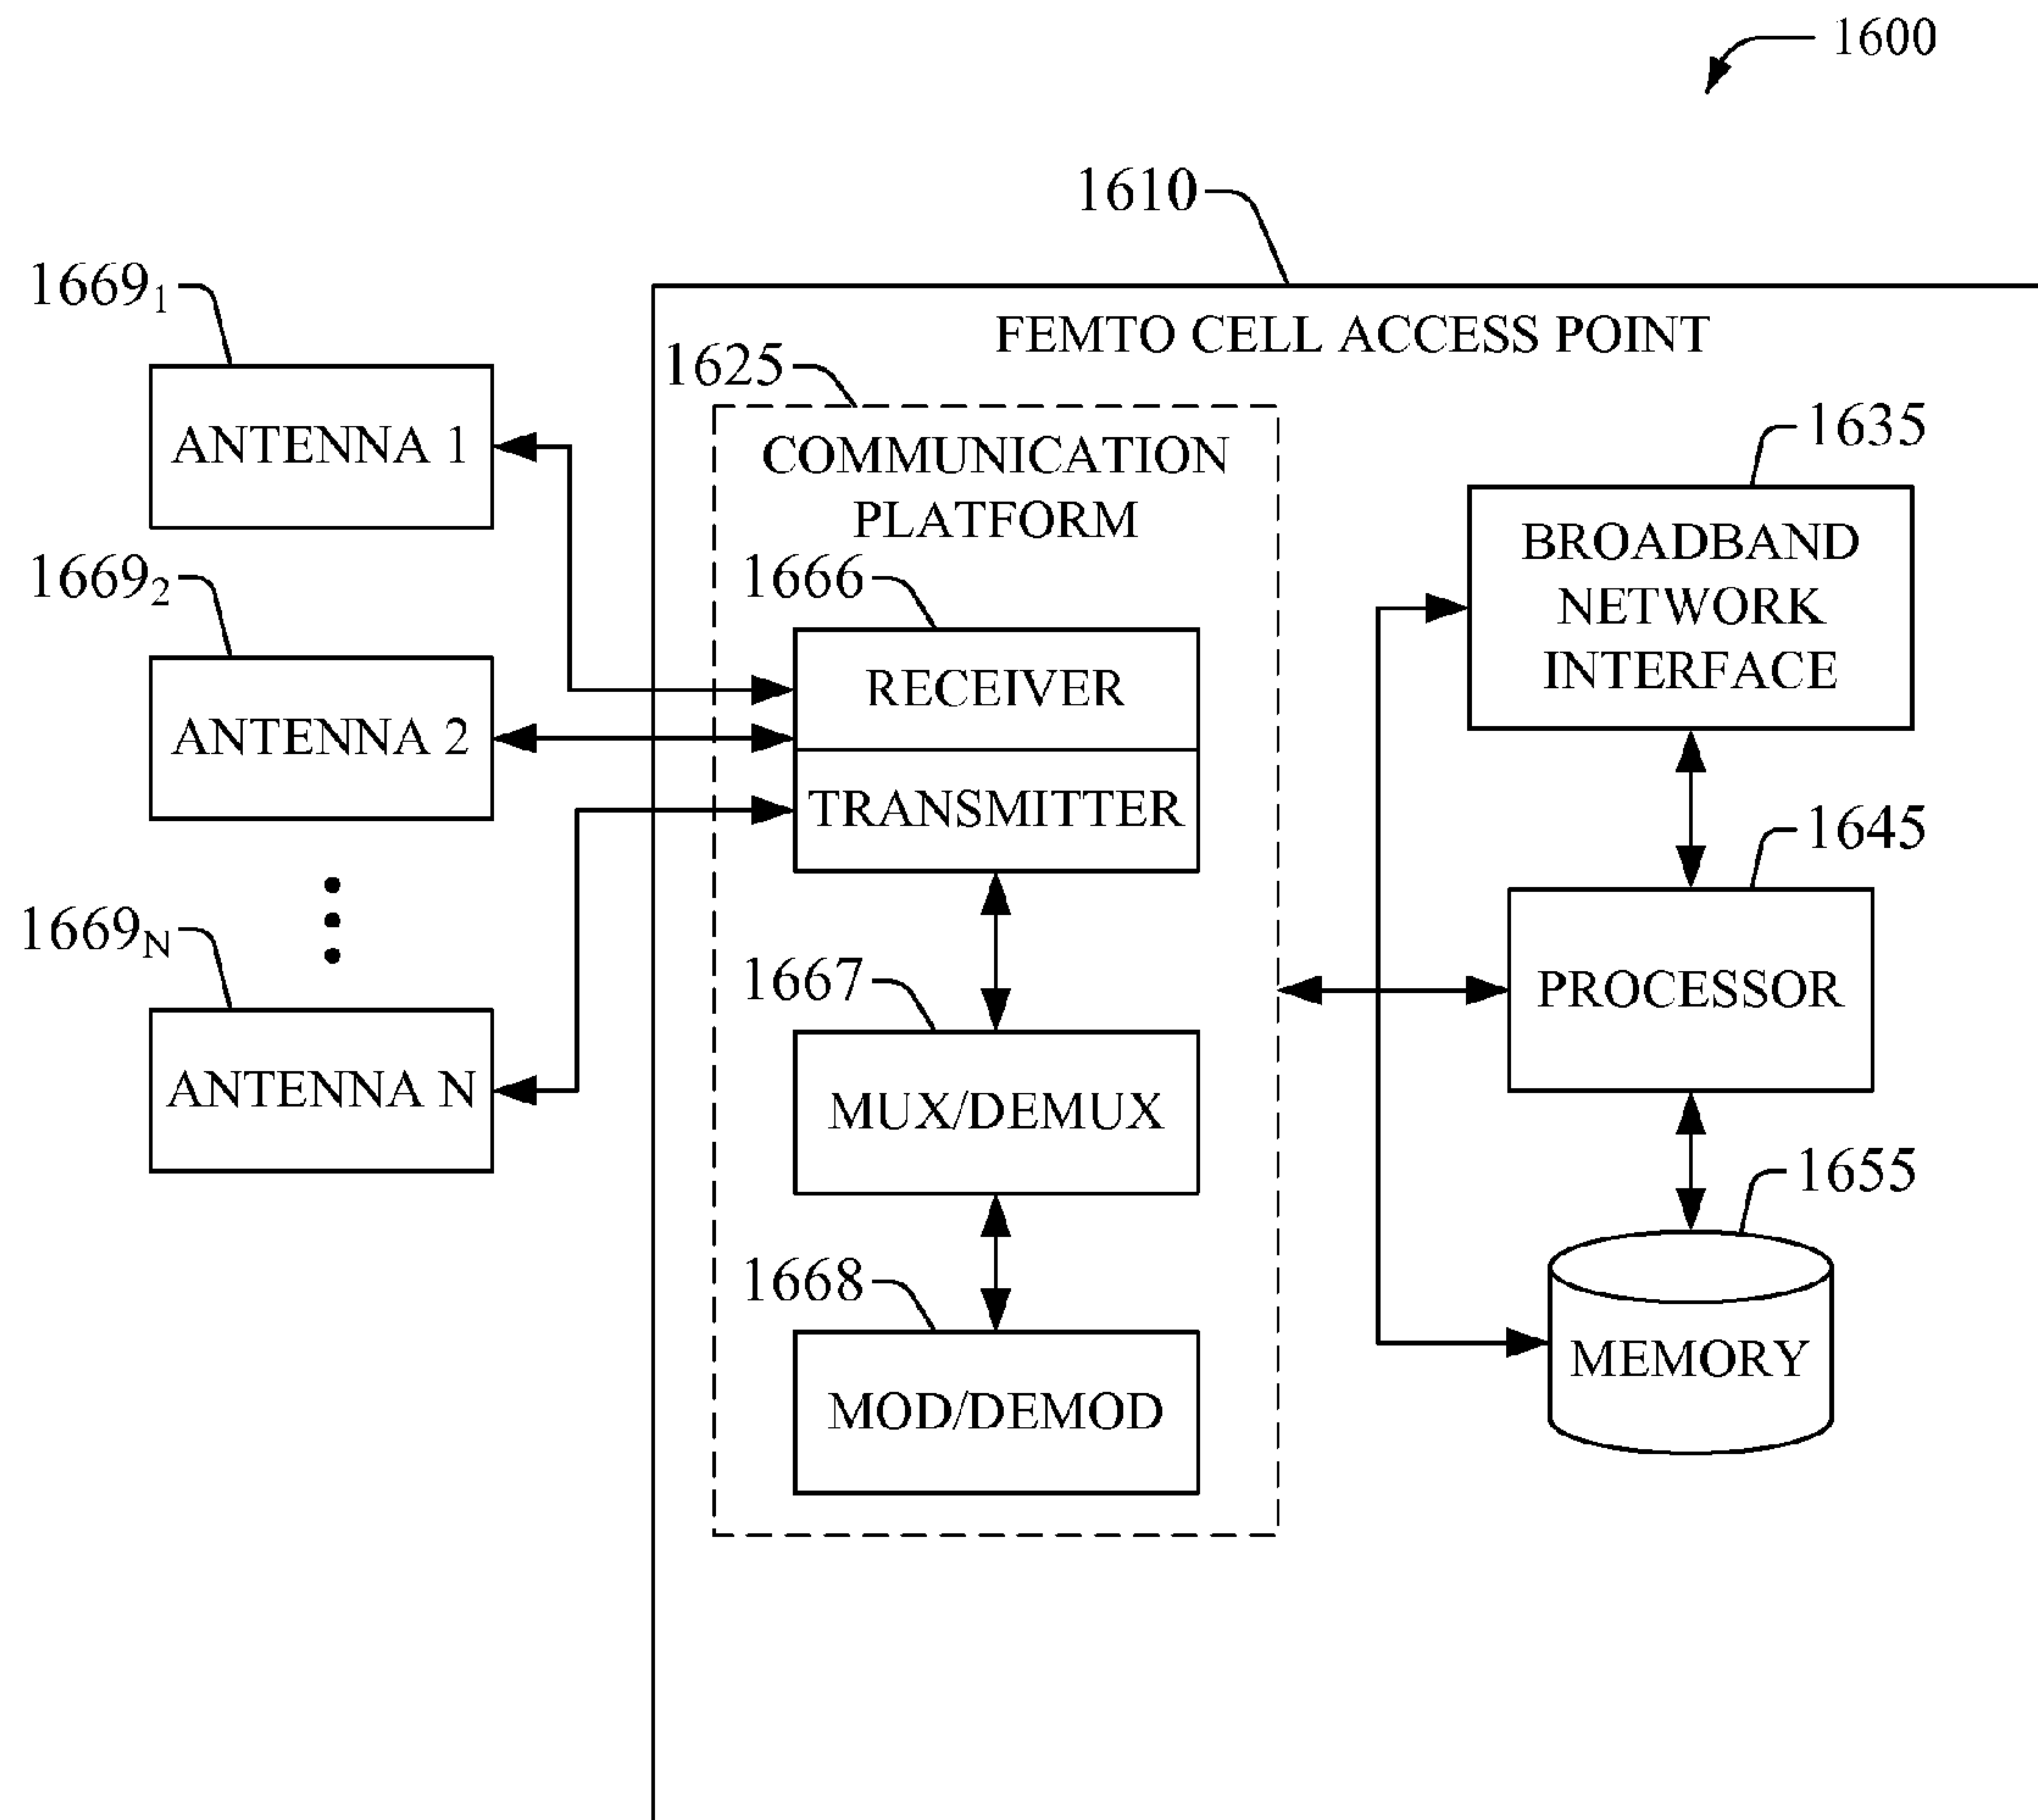 1600
1610
1669₁
FEMTO CELL ACCESS POINT
1625
ANTENNA 1
COMMUNICATION
PLATFORM
1635
BROADBAND
NETWORK
INTERFACE
1669₂
1666
ANTENNA 2
RECEIVER
TRANSMITTER
1645
PROCESSOR
1669N
1667
ANTENNA N
MUX/DEMUX
1655
MEMORY
1668
MOD/DEMOD